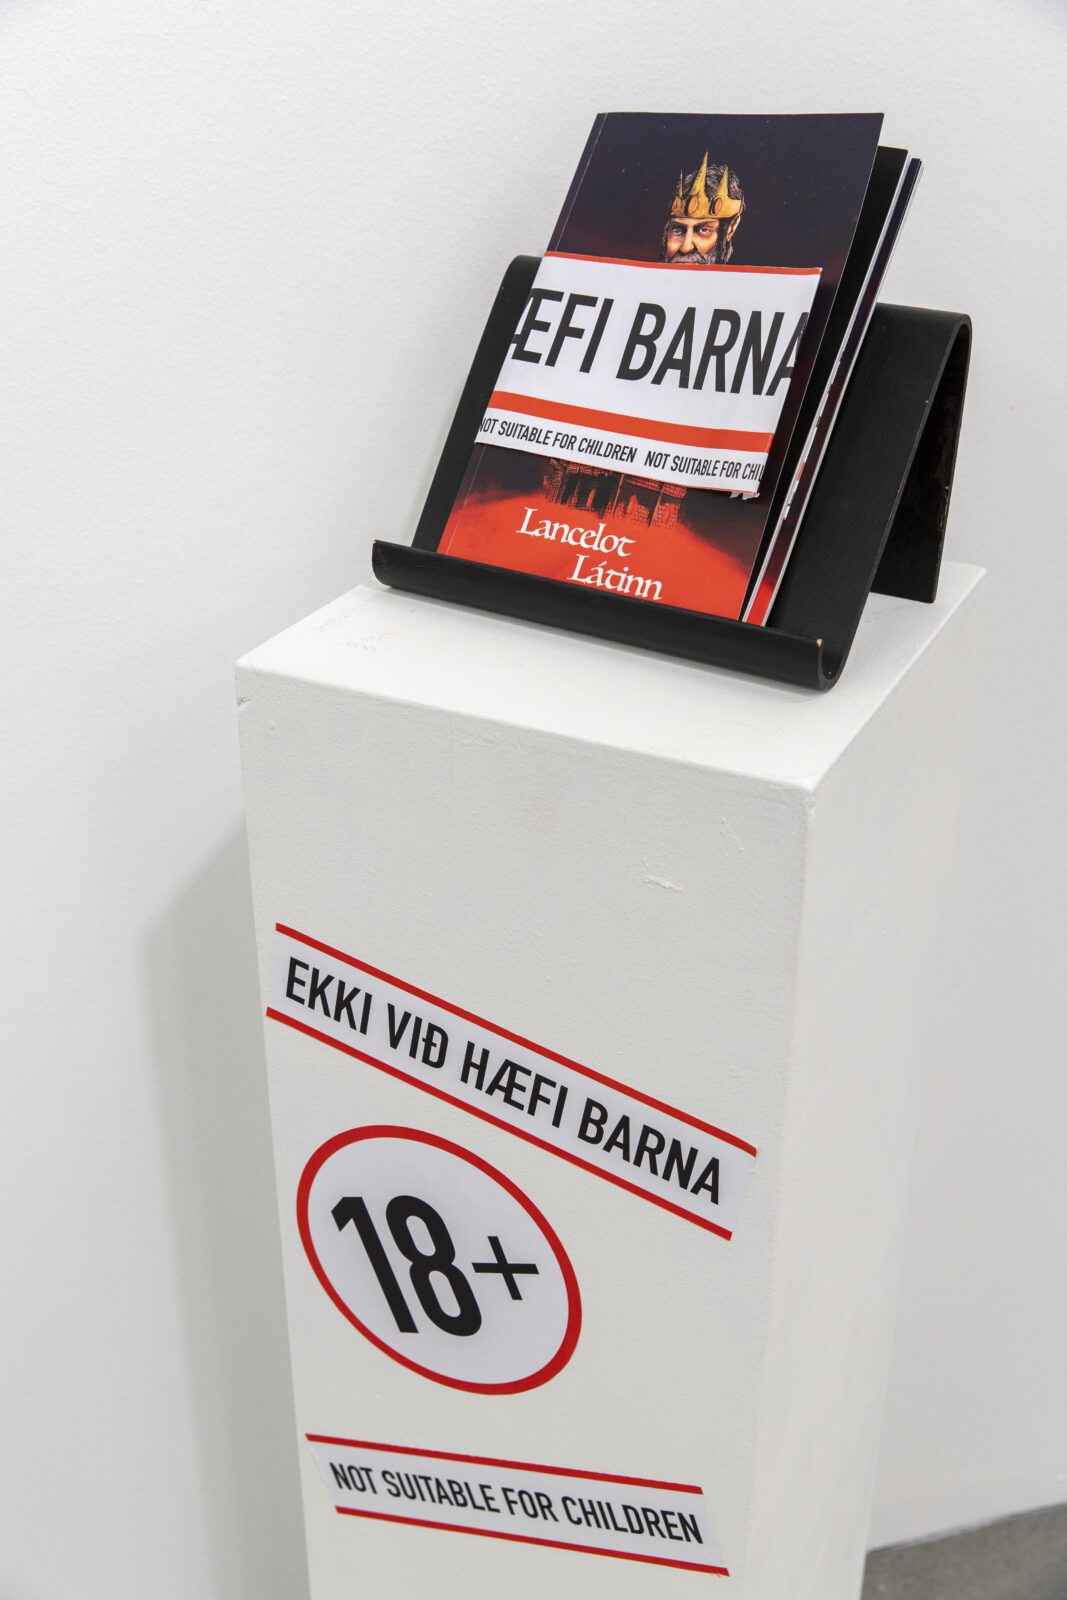 ÆFI BARNA
NOT SUITABLE FOR CHILDREN NOT SUITABLE FOR CHI
Lancelot
Látinn
EKKI VIÐ HÆFI BARNA
18+
NOT SUITABLE FOR CHILDREN